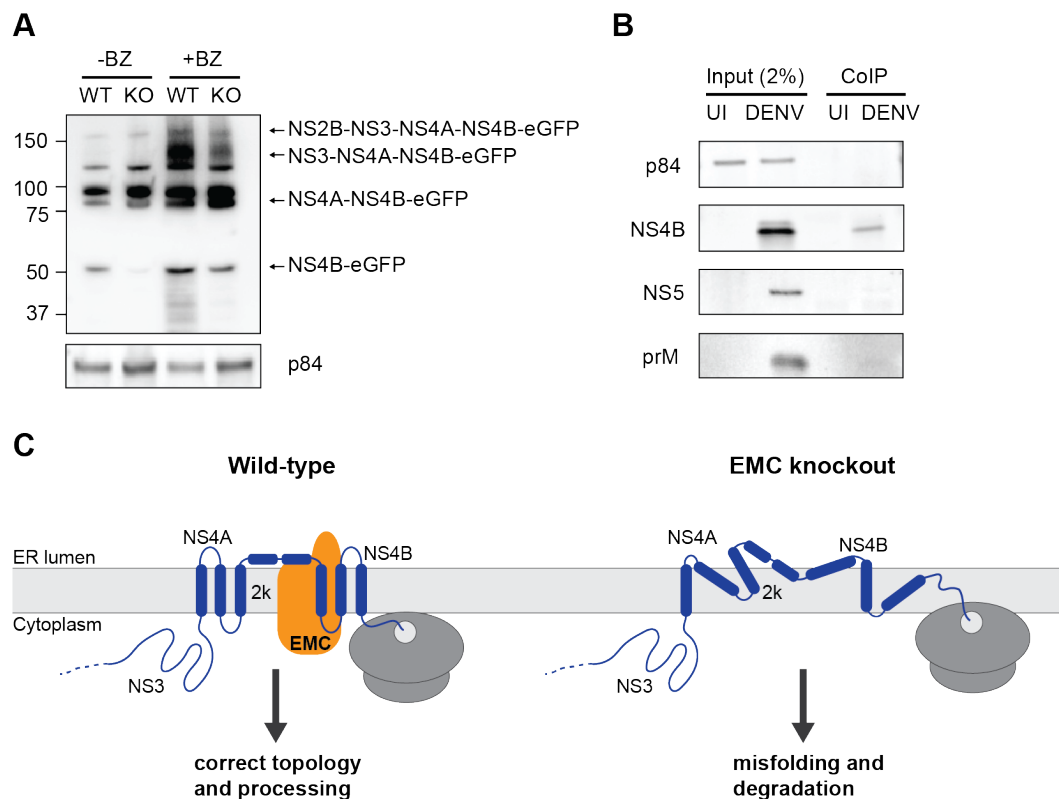 A
-BZ +BZ
WT KO WT KO
150
100
75
50
37
←NS2B-NS3-NS4A-NS4B-eGFP
←NS3-NS4A-NS4B-eGFP
←NS4A-NS4B-eGFP
←NS4B-eGFP
p84
B
Input (2%) CoIP
UI DENV UI DENV
p84
NS4B
NS5
prM
C
Wild-type
EMC knockout
ER lumen
Cytoplasm
NS4A
NS4B
2k
EMC
NS3
correct topology
and processing
NS4A
NS4B
2k
NS3
misfolding and
degradation